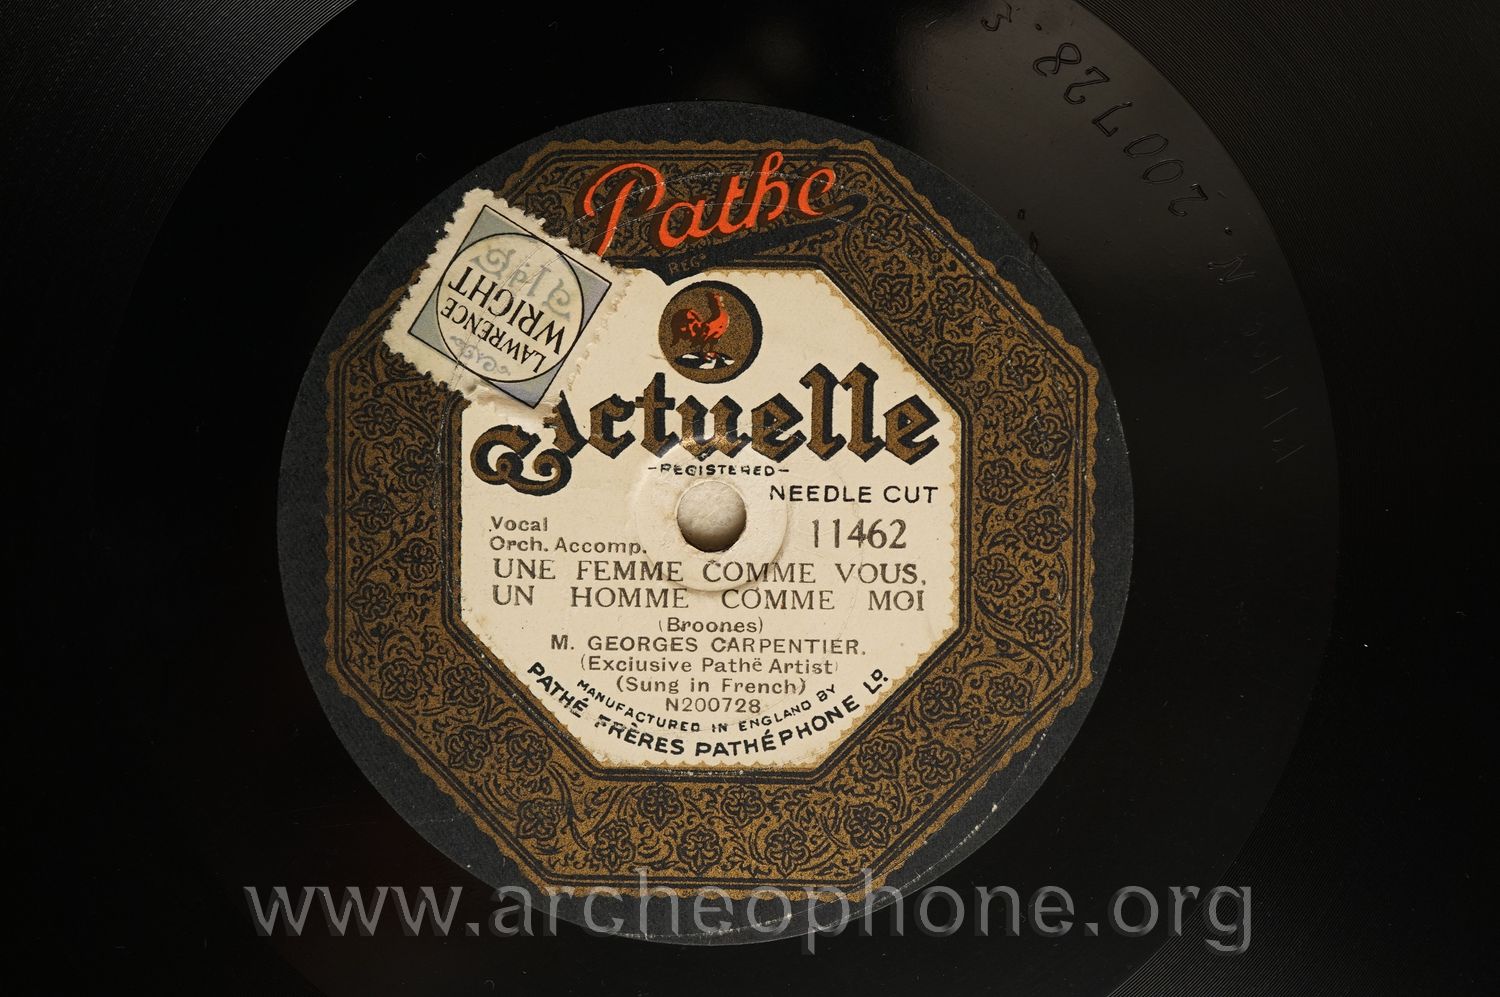 Pathé
REGD
LAWRENCE
WRIGHT
Actuelle
-REGISTERED-
NEEDLE CUT
Vocal
Orch. Accomp.
11462
UNE FEMME COMME VOUS,
UN HOMME COMME MOI
(Broones)
M. GEORGES CARPENTIER.
(Exclusive Pathë Artist)
(Sung in French)
N200728
MANUFACTURED IN ENGLAND BY
PATHÉ FRÈRES PATHÉPHONE LD
N. 200728.
www.archeophone.org